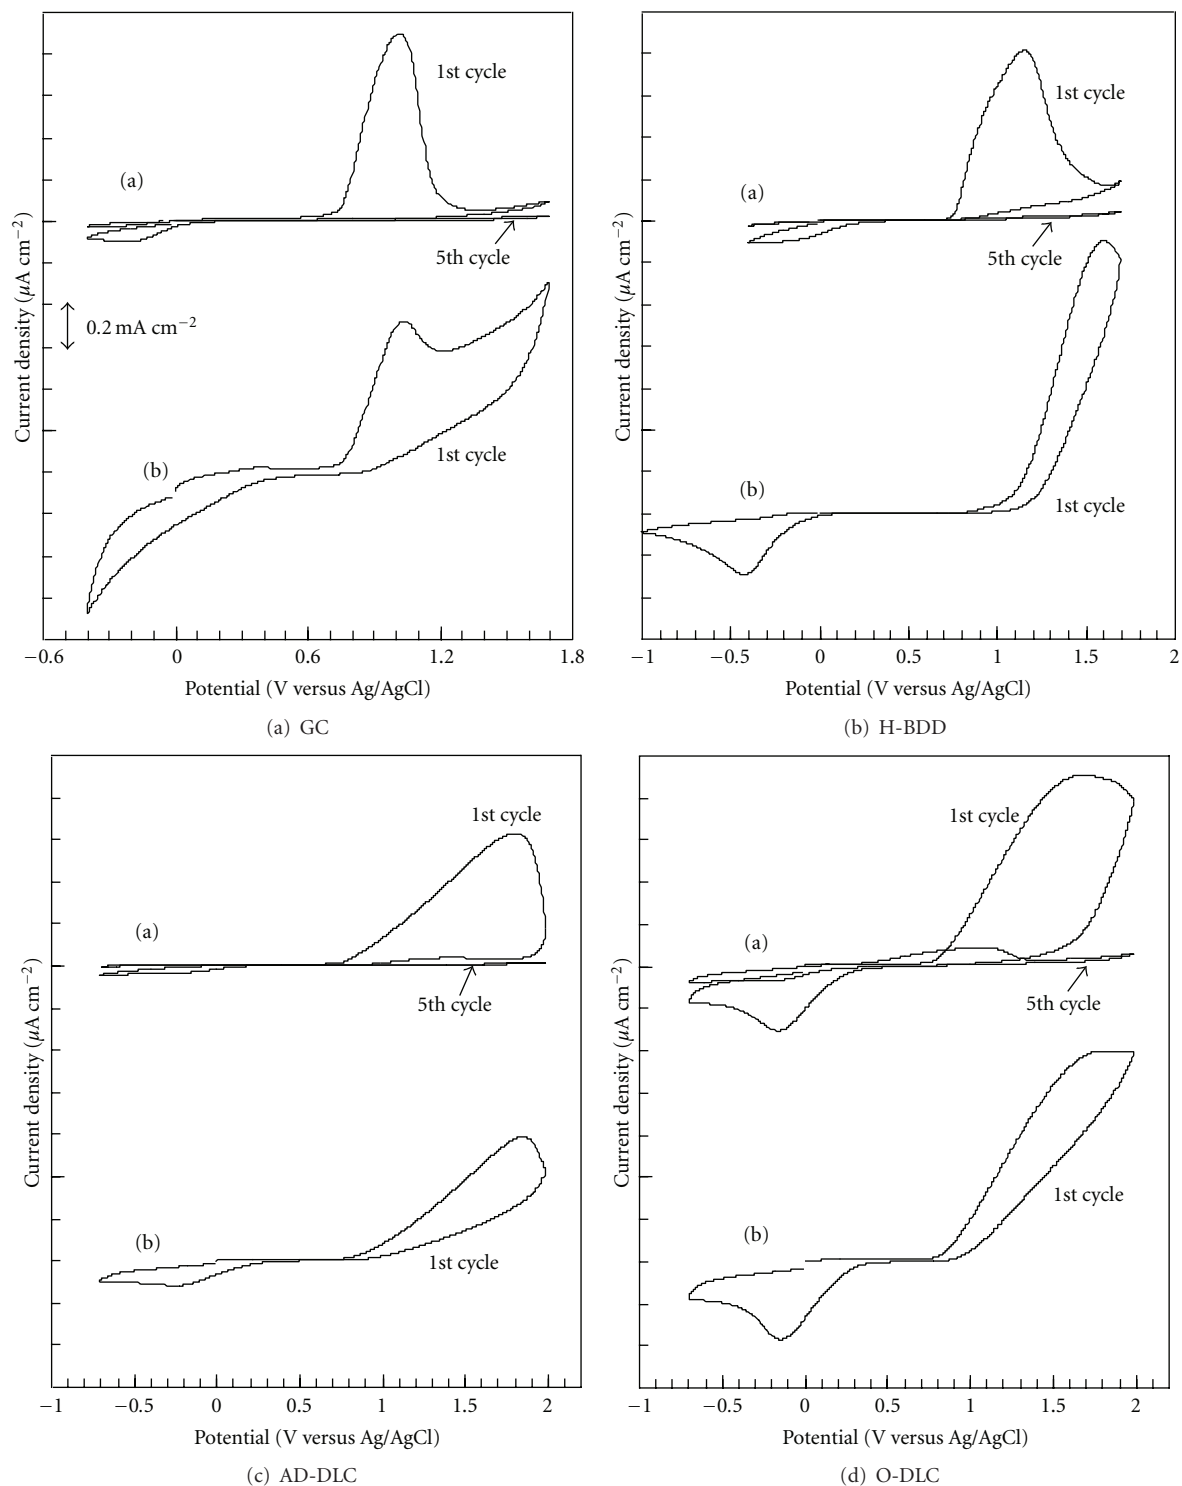 Current density (μA cm−2)
1st cycle
(a)
5th cycle
0.2 mA cm−2
(b)
1st cycle
−0.6 0 0.6 1.2 1.8
Potential (V versus Ag/AgCl)
(a) GC
Current density (μA cm−2)
1st cycle
(a)
5th cycle
(b)
1st cycle
−1 −0.5 0 0.5 1 1.5 2
Potential (V versus Ag/AgCl)
(b) H-BDD
Current density (μA cm−2)
1st cycle
(a)
5th cycle
(b)
1st cycle
−1 −0.5 0 0.5 1 1.5 2
Potential (V versus Ag/AgCl)
(c) AD-DLC
Current density (μA cm−2)
1st cycle
(a)
5th cycle
1st cycle
(b)
−1 −0.5 0 0.5 1 1.5 2
Potential (V versus Ag/AgCl)
(d) O-DLC